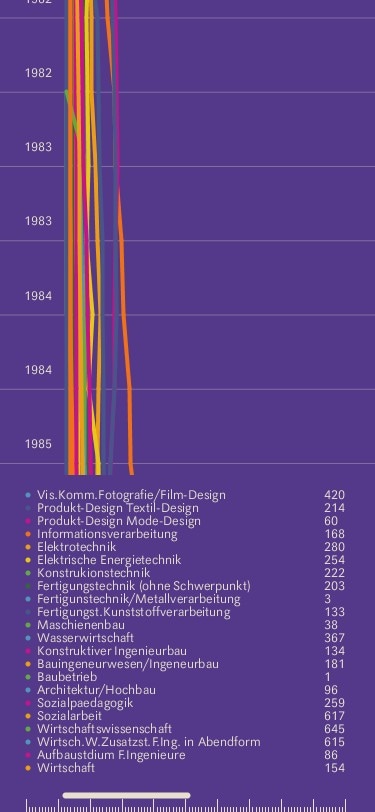 1982
1982
1983
1983
1984
1984
1985
Vis.Komm.Fotografie/Film-Design 420
Produkt-Design Textil-Design 214
Produkt-Design Mode-Design 60
Informationsverarbeitung 168
Elektrotechnik 280
Elektrische Energietechnik 254
Konstrukionstechnik 222
Fertigungstechnik (ohne Schwerpunkt) 203
Fertigunstechnik/Metallverarbeitung 3
Fertigungst.Kunststoffverarbeitung 133
Maschienenbau 38
Wasserwirtschaft 367
Konstruktiver Ingenieurbau 134
Bauingeneurwesen/Ingeneurbau 181
Baubetrieb 1
Architektur/Hochbau 96
Sozialpaedagogik 259
Sozialarbeit 617
Wirtschaftswissenschaft 645
Wirtsch.W.Zusatzst.F.Ing. in Abendform 615
Aufbaustdium F.Ingenieure 86
Wirtschaft 154